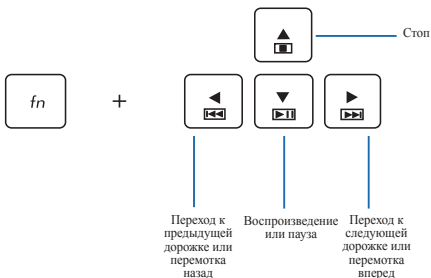 Стоп
fn
+
Переход к
предыдущей
дорожке или
перемотка
назад
Воспроизведение
или пауза
Переход к
следующей
дорожке или
перемотка
вперед